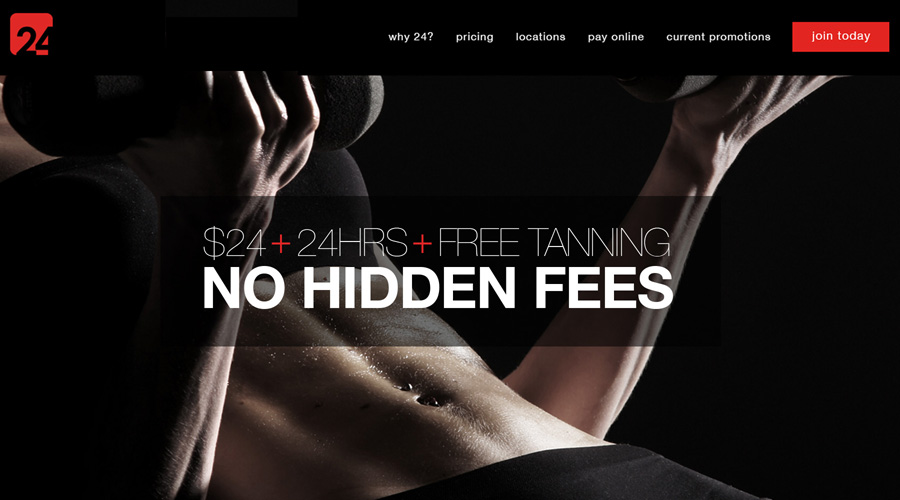 24
why 24?
pricing
locations
pay online
current promotions
join today
$24 + 24HRS + FREE TANNING
NO HIDDEN FEES